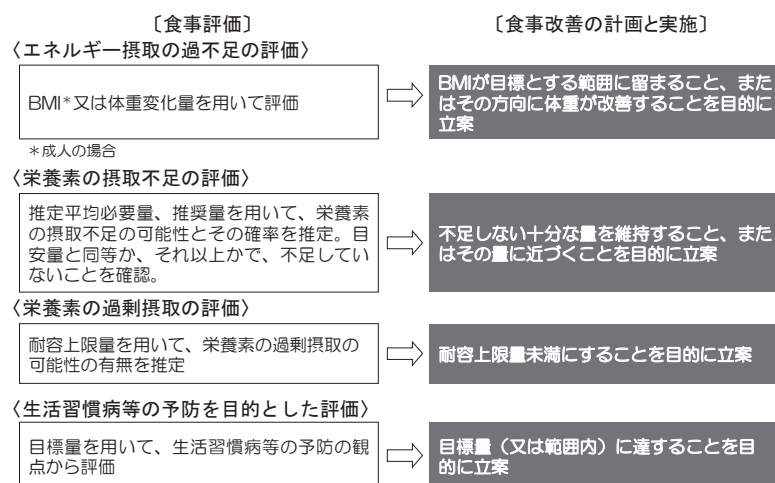 〔食事評価〕
〔食事改善の計画と実施〕
〈エネルギー摂取の過不足の評価〉
BMI＊又は体重変化量を用いて評価
BMIが目標とする範囲に留まること、また
はその方向に体重が改善することを目的に
立案
＊成人の場合
〈栄養素の摂取不足の評価〉
推定平均必要量、推奨量を用いて、栄養素
の摂取不足の可能性とその確率を推定。目
安量と同等か、それ以上かで、不足してい
ないことを確認。
不足しない十分な量を維持すること、また
はその量に近づくことを目的に立案
〈栄養素の過剰摂取の評価〉
耐容上限量を用いて、栄養素の過剰摂取の
可能性の有無を推定
耐容上限量未満にすることを目的に立案
〈生活習慣病等の予防を目的とした評価〉
目標量を用いて、生活習慣病等の予防の観
点から評価
目標量（又は範囲内）に達することを目
的に立案